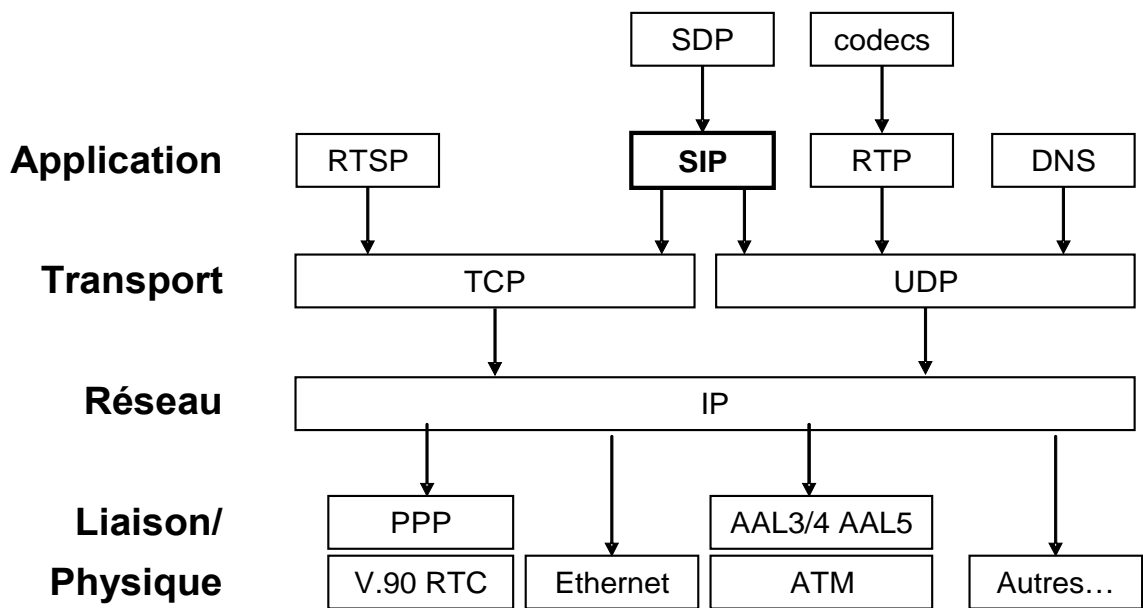 SDP codecs
Application RTSP SIP RTP DNS
Transport TCP UDP
Réseau IP
Liaison/ PPP AAL3/4 AAL5
Physique V.90 RTC Ethernet ATM Autres…